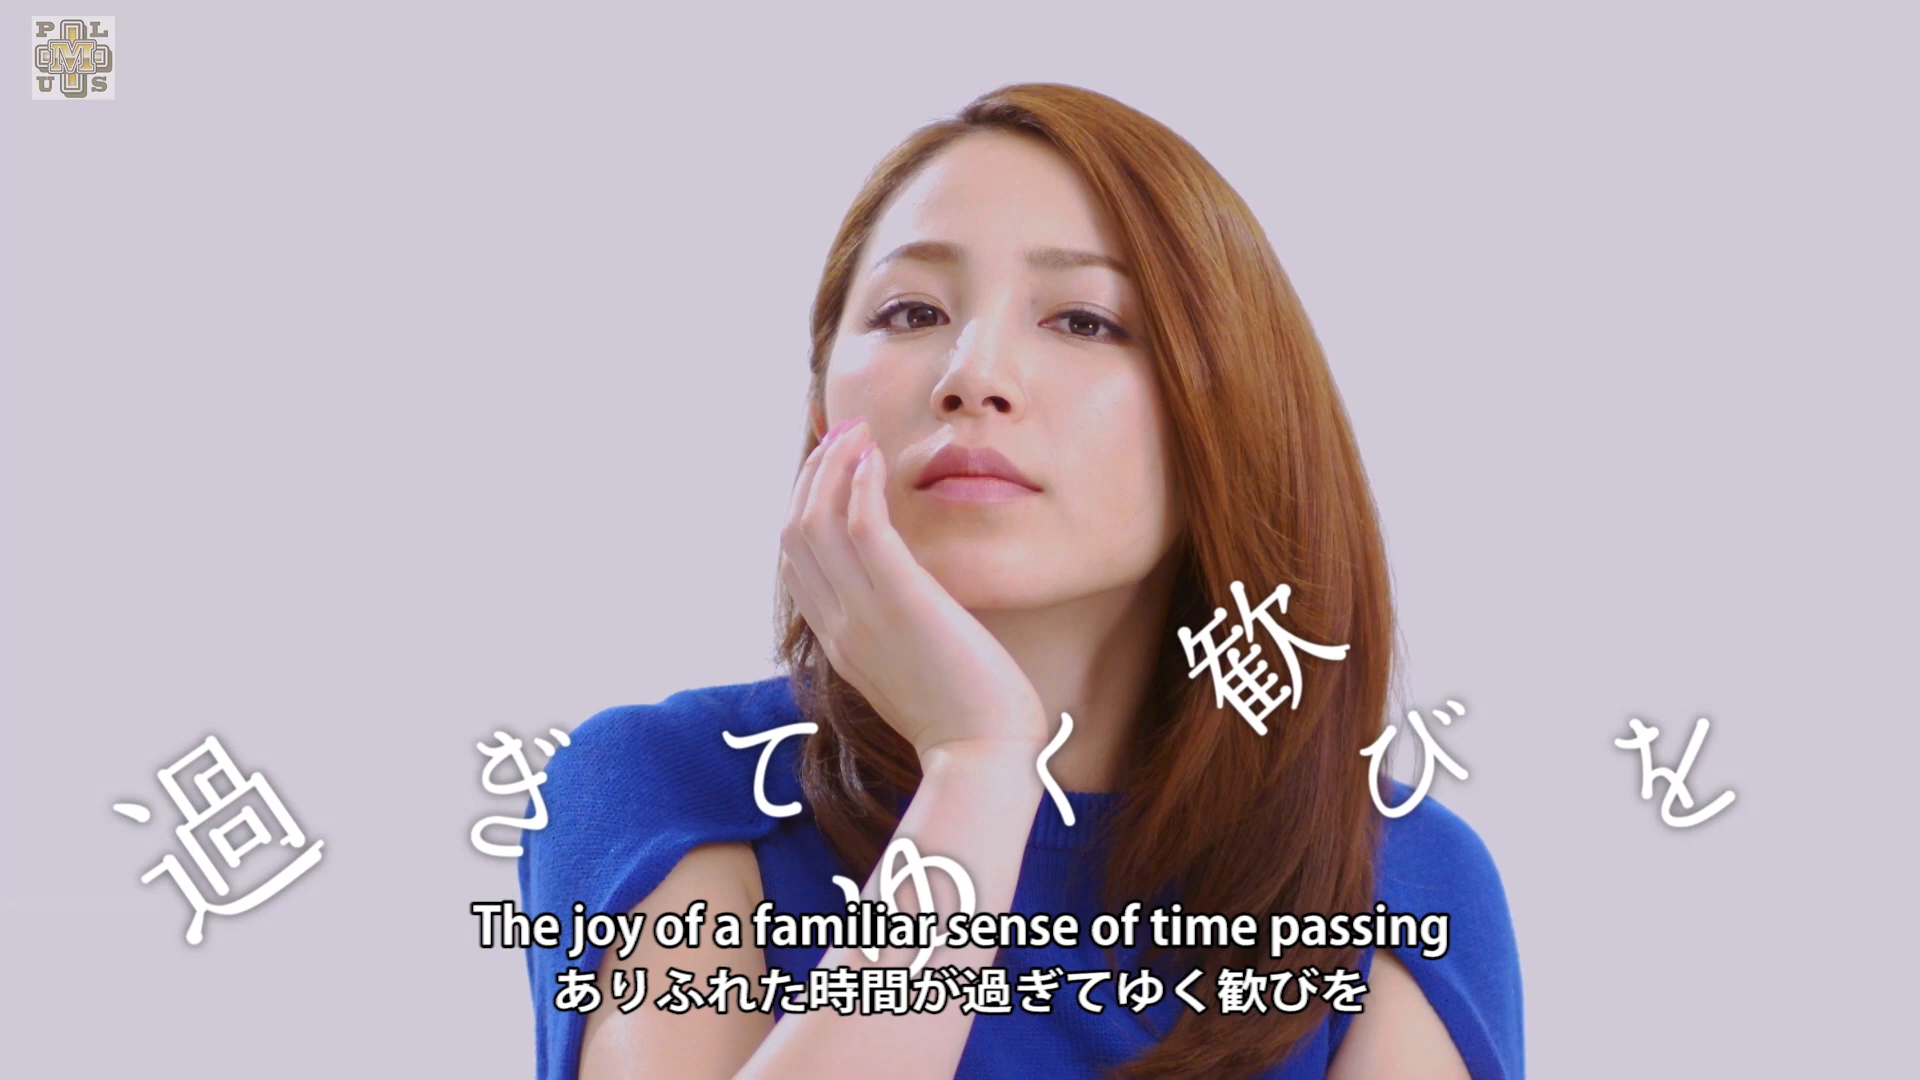 P L
M
U S
過ぎてゆく歓びを
The joy of a familiar sense of time passing
ありふれた時間が過ぎてゆく歓びを